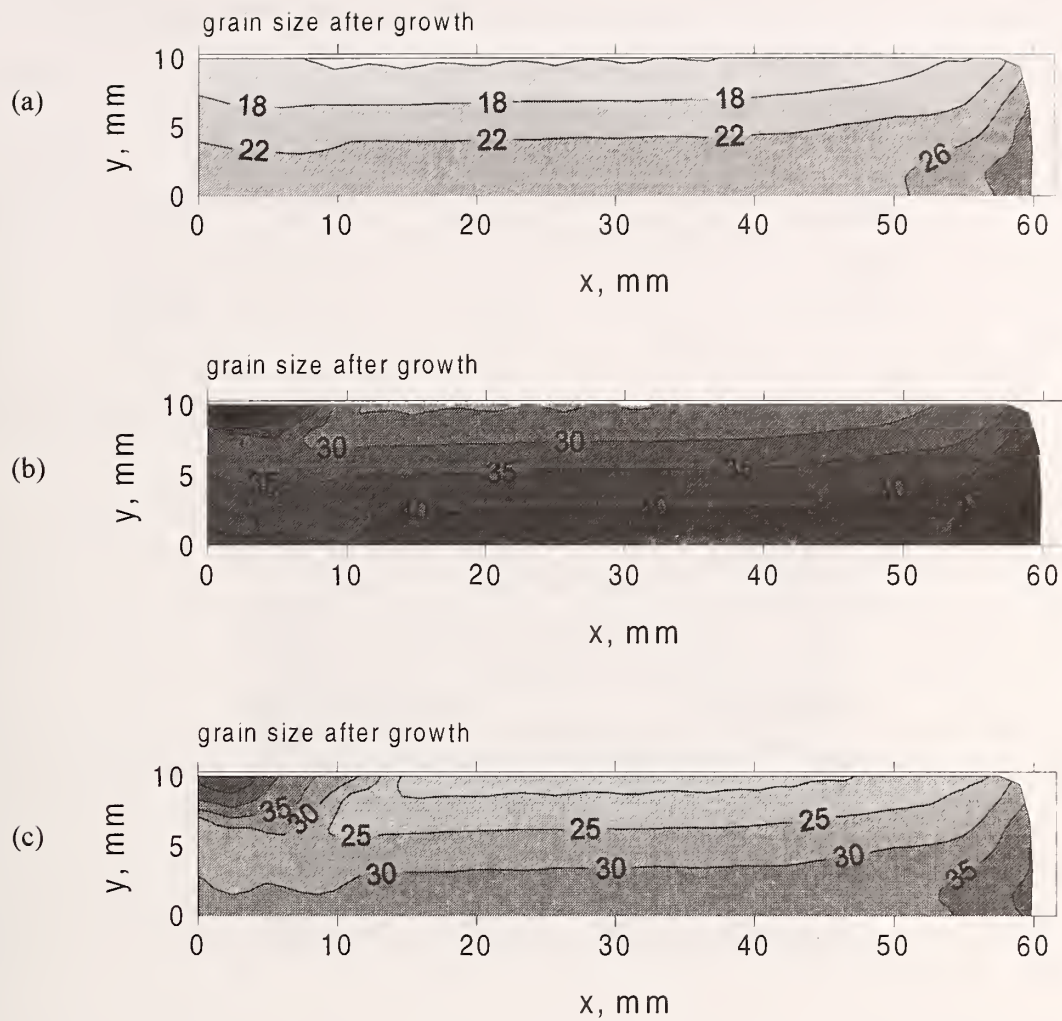 grain size after growth
(a)
10
5
0
y, mm
18 18 18
22 22 22
26
0 10 20 30 40 50 60
x, mm
grain size after growth
(b)
10
5
0
y, mm
30 30
35 35 35
0 10 20 30 40 50 60
x, mm
grain size after growth
(c)
10
5
0
y, mm
35 30
25 25 25
30 30 30
35
0 10 20 30 40 50 60
x, mm